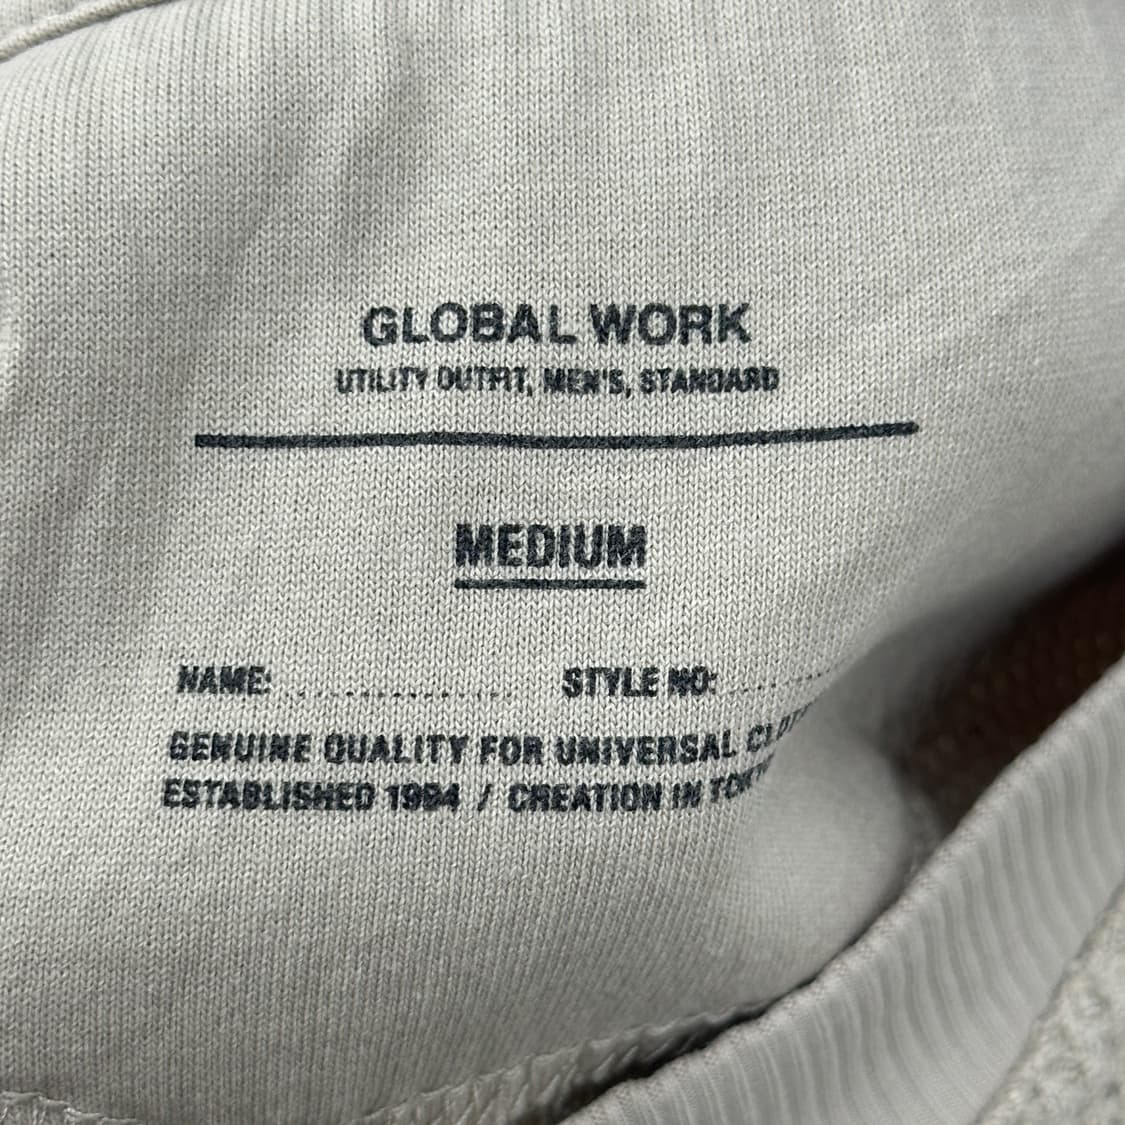 GLOBAL WORK
UTILITY OUTFIT, MEN'S, STANDARD
MEDIUM
NAME: .................... STYLE NO: ............
GENUINE QUALITY FOR UNIVERSAL
ESTABLISHED 1994 / CREATION IN